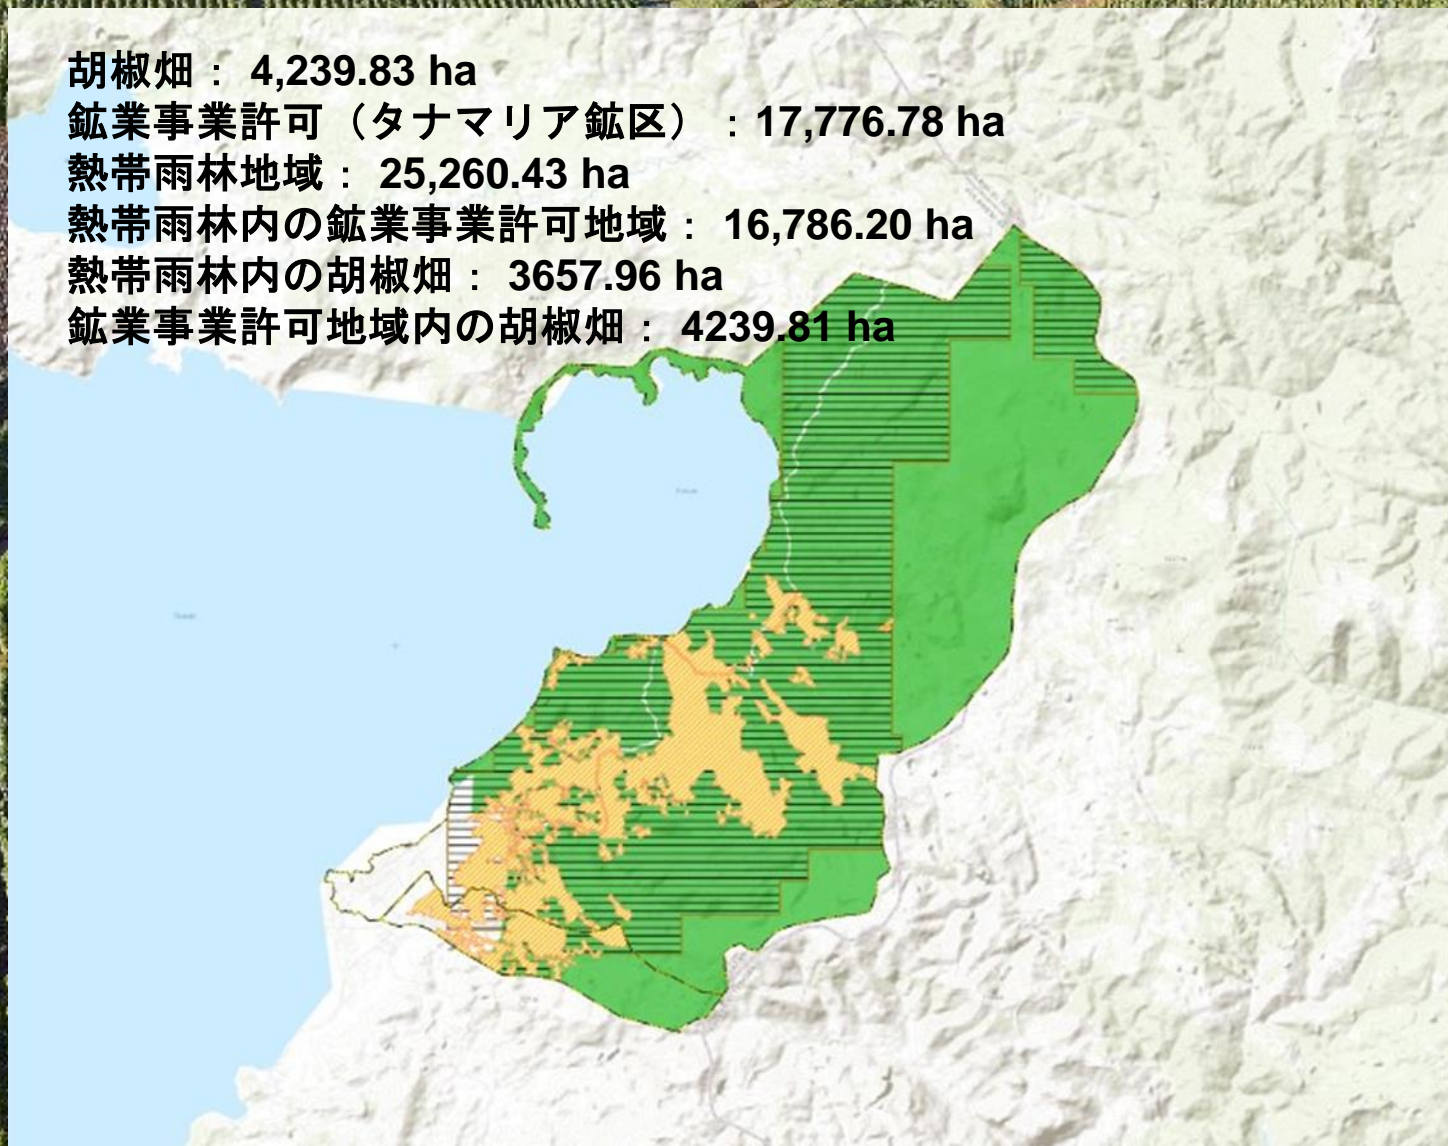 胡椒畑： 4,239.83 ha
鉱業事業許可（タナマリア鉱区）：17,776.78 ha
熱帯雨林地域： 25,260.43 ha
熱帯雨林内の鉱業事業許可地域： 16,786.20 ha
熱帯雨林内の胡椒畑： 3657.96 ha
鉱業事業許可地域内の胡椒畑： 4239.81 ha